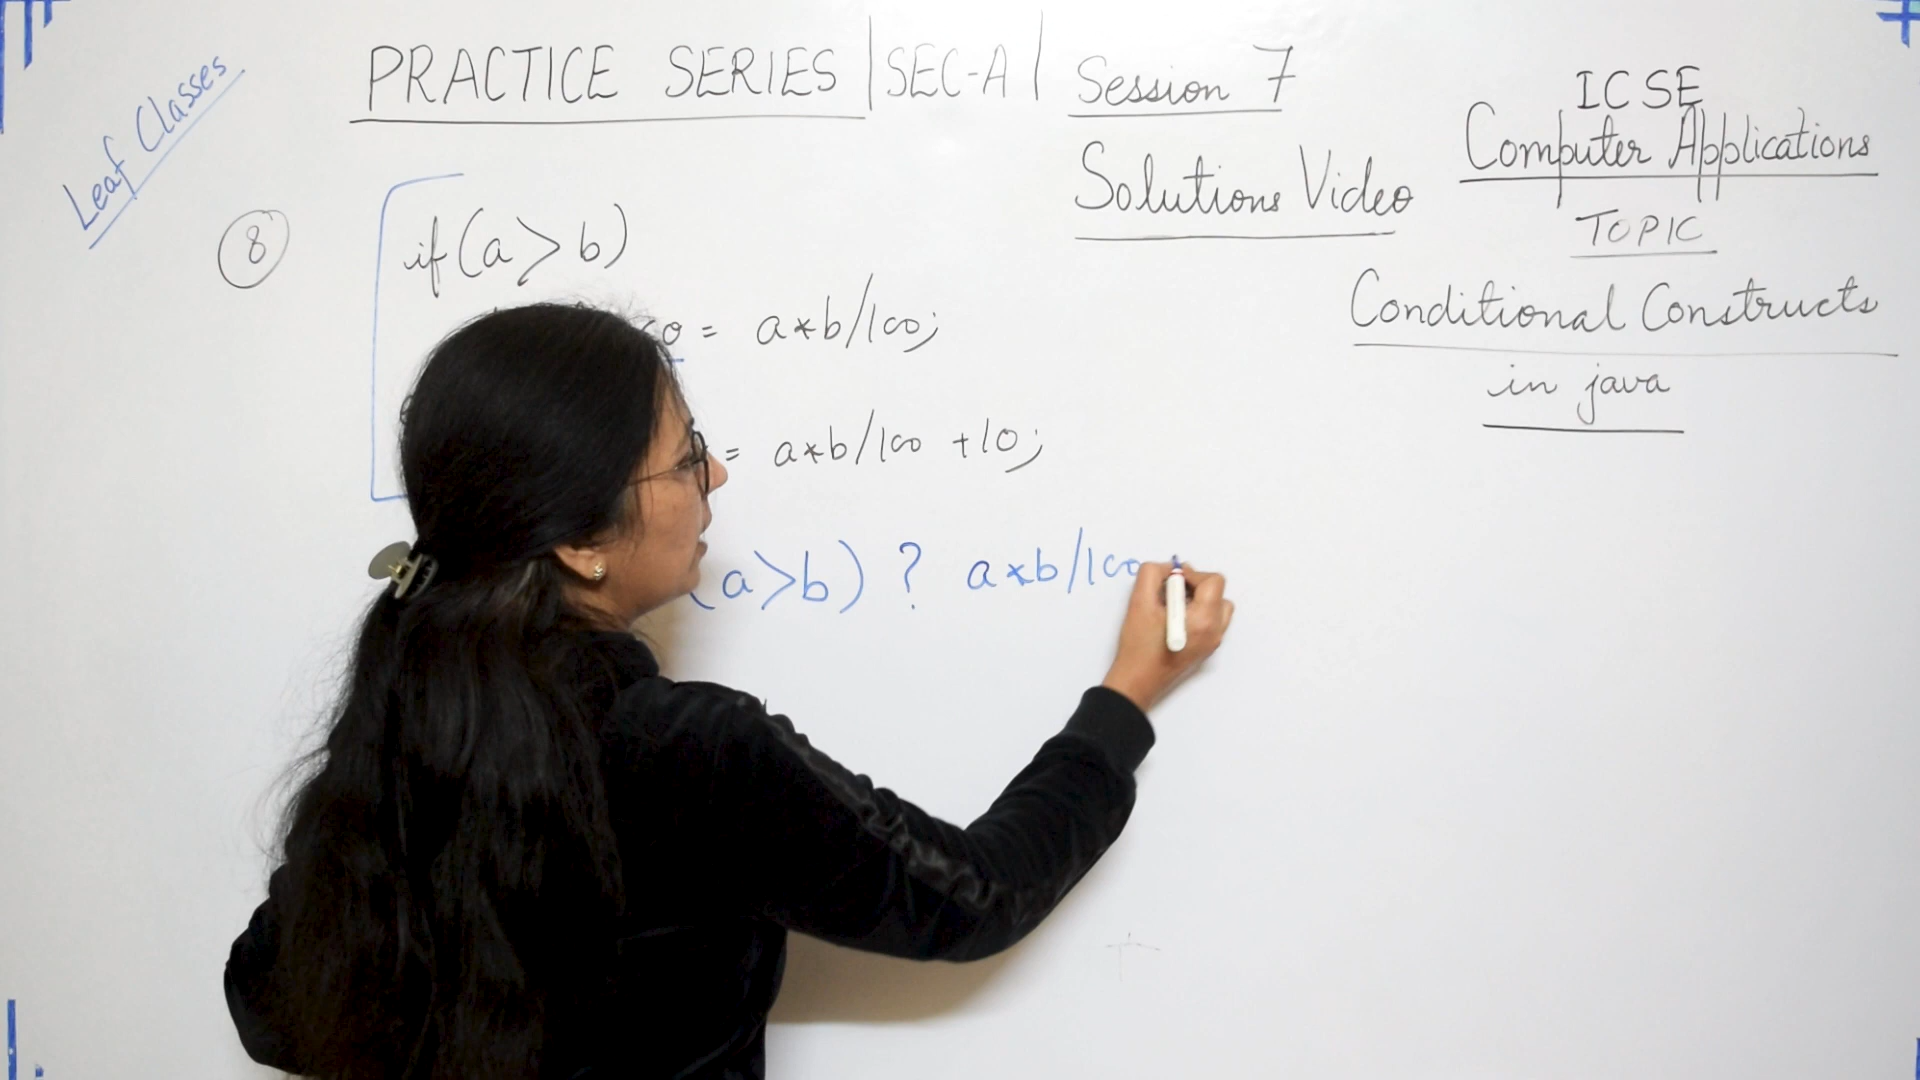 Leaf Classes
PRACTICE SERIES | SEC-A | Session 7
Solutions Video
ICSE
Computer Applications
TOPIC
Conditional Constructs
in java
8
if (a > b)
= a*b/100;
= a*b/100 +10;
(a>b) ? a*b/100